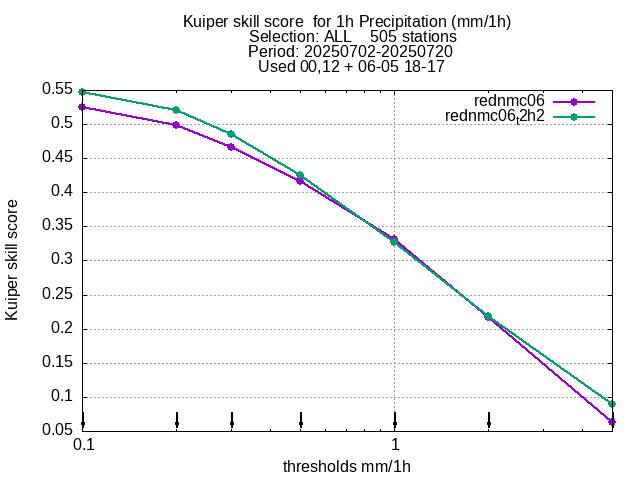 Kuiper skill score  for 1h Precipitation (mm/1h)
Selection: ALL    505 stations
Period: 20250702-20250720
Used 00,12 + 06-05 18-17
rednmc06
rednmc06,2h2
0.55
0.5
0.45
0.4
0.35
0.3
0.25
0.2
0.15
0.1
0.05
Kuiper skill score
0.1
1
thresholds mm/1h